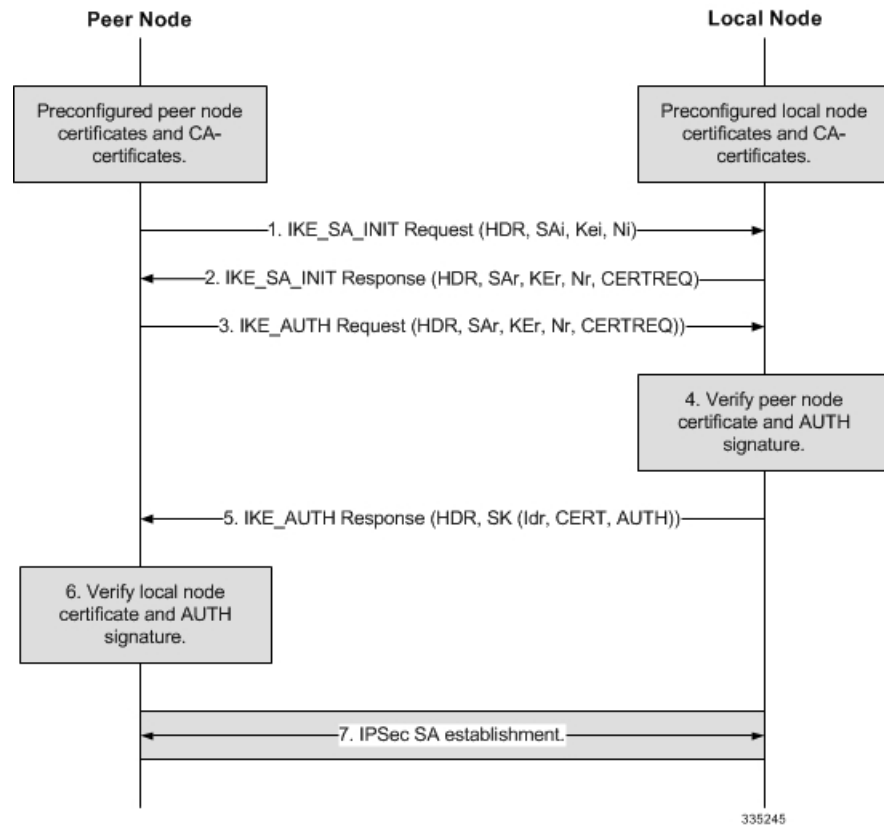 Peer Node
Local Node
Preconfigured peer node
certificates and CA-
certificates.
Preconfigured local node
certificates and CA-
certificates.
1. IKE_SA_INIT Request (HDR, SAi, Kei, Ni)
2. IKE_SA_INIT Response (HDR, SAr, KEr, Nr, CERTREQ)
3. IKE_AUTH Request (HDR, SAr, KEr, Nr, CERTREQ))
4. Verify peer node
certificate and AUTH
signature.
5. IKE_AUTH Response (HDR, SK (Idr, CERT, AUTH))
6. Verify local node
certificate and AUTH
signature.
7. IPSec SA establishment.
335245